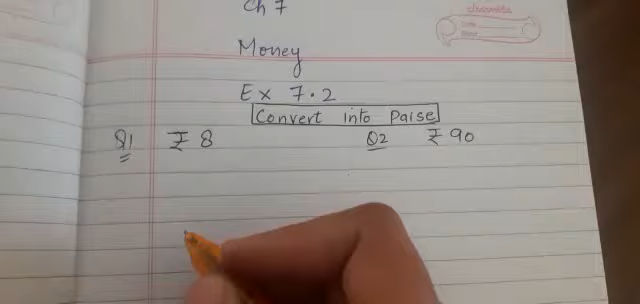 Ch 7
Money
Ex 7.2
Convert into Paise
Q1 ₹ 8 Q2 ₹ 90